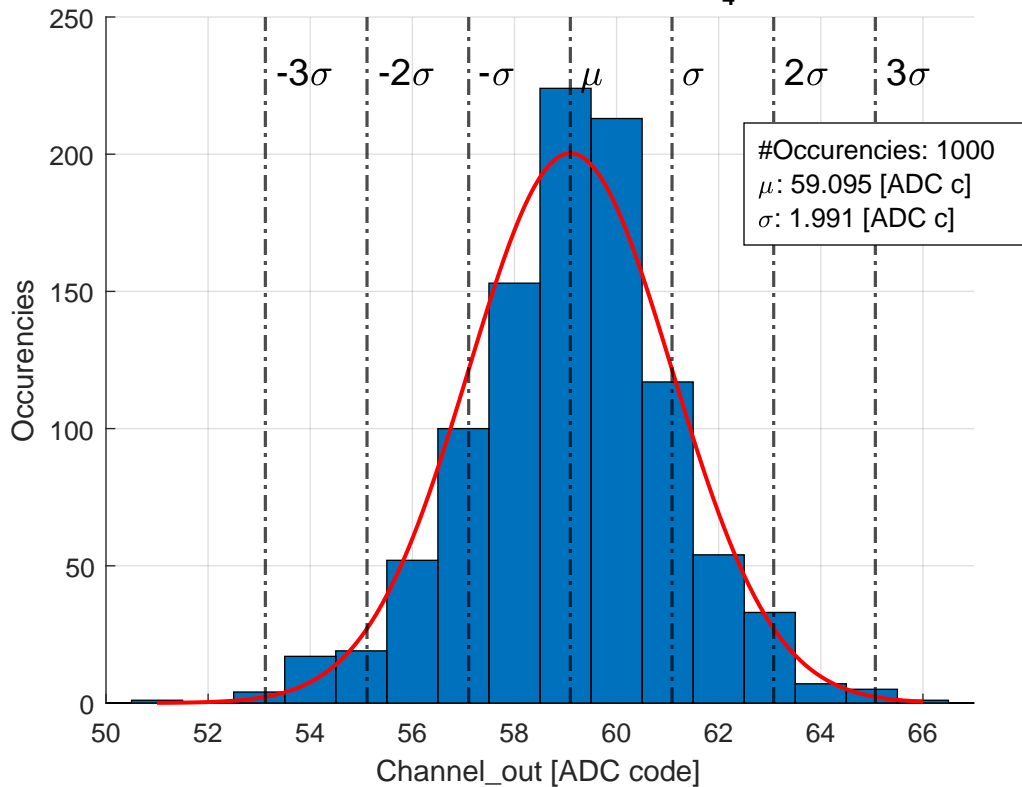 4
250
200
150
100
50
0
-3σ -2σ -σ μ σ 2σ 3σ
#Occurencies: 1000
μ: 59.095 [ADC c]
σ: 1.991 [ADC c]
Occurencies
50 52 54 56 58 60 62 64 66
Channel_out [ADC code]